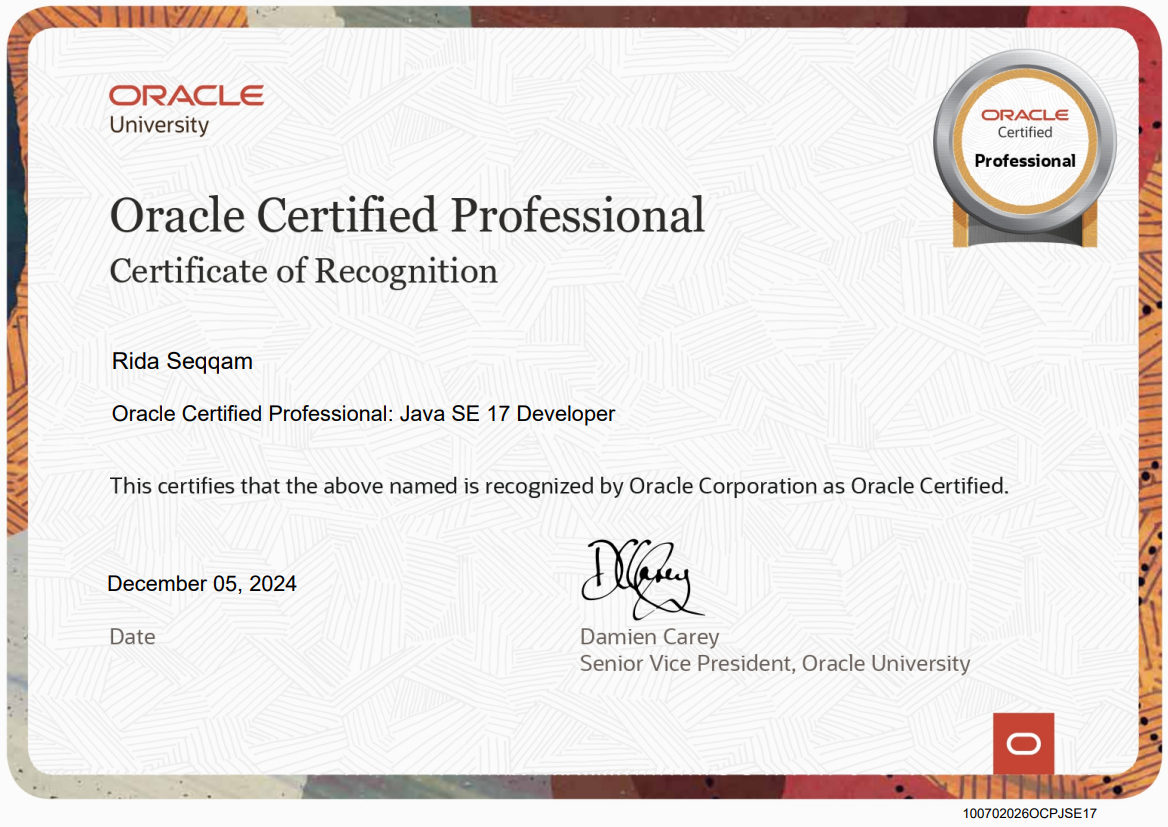 ORACLE
University
ORACLE
Certified
Professional
Oracle Certified Professional
Certificate of Recognition
Rida Seqqam
Oracle Certified Professional: Java SE 17 Developer
This certifies that the above named is recognized by Oracle Corporation as Oracle Certified.
December 05, 2024
DCarey
Date
Damien Carey
Senior Vice President, Oracle University
100702026OCPJSE17